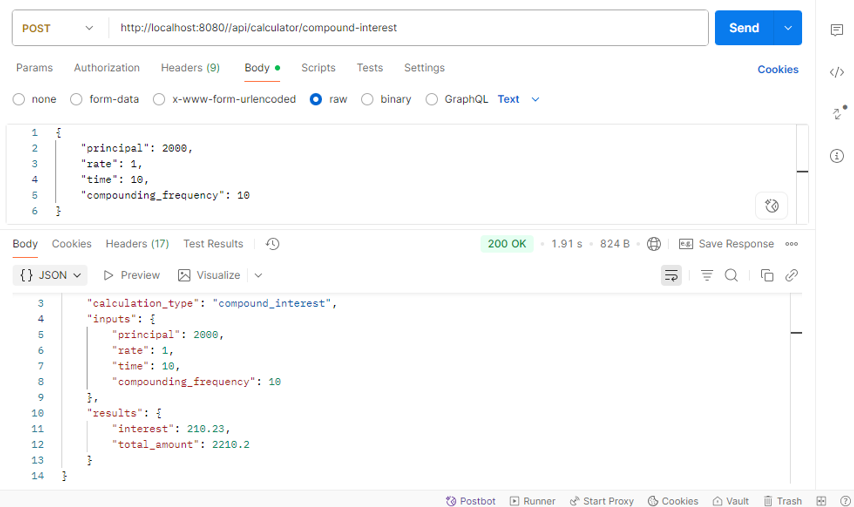 POST http://localhost:8080//api/calculator/compound-interest Send
Params Authorization Headers (9) Body Scripts Tests Settings Cookies
none form-data x-www-form-urlencoded raw binary GraphQL Text
1 {
2 "principal": 2000,
3 "rate": 1,
4 "time": 10,
5 "compounding_frequency": 10
6 }
Body Cookies Headers (17) Test Results 200 OK 1.91 s 824 B e.g. Save Response
{} JSON Preview Visualize
3 "calculation_type": "compound_interest",
4 "inputs": {
5 "principal": 2000,
6 "rate": 1,
7 "time": 10,
8 "compounding_frequency": 10
9 },
10 "results": {
11 "interest": 210.23,
12 "total_amount": 2210.2
13 }
14 }
Postbot Runner Start Proxy Cookies Vault Trash